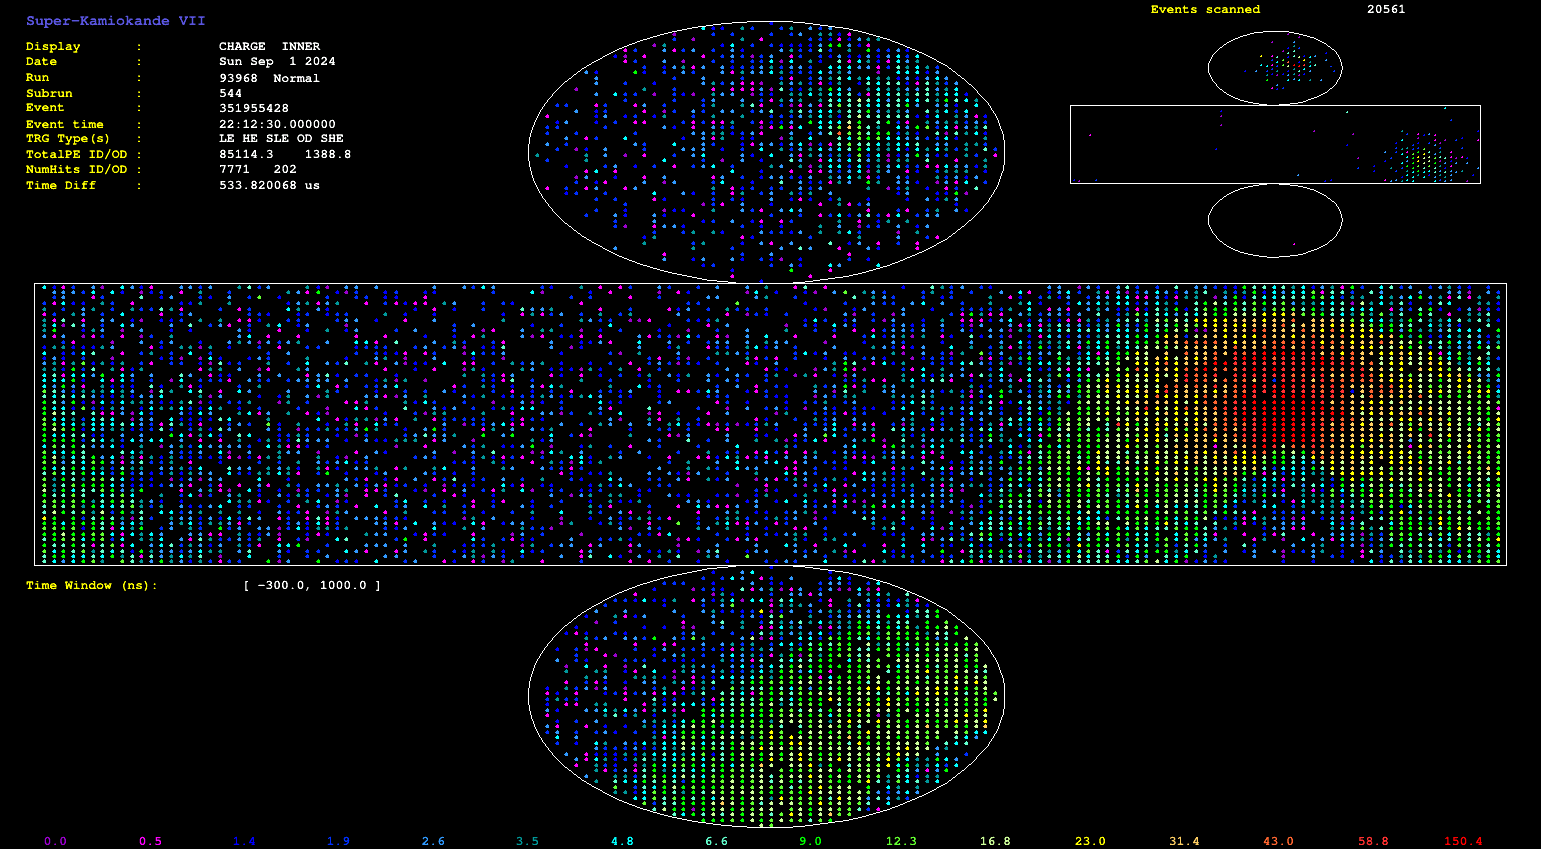 Super-Kamiokande VII
Events scanned 20561
Display : CHARGE INNER
Date : Sun Sep 1 2024
Run : 93968 Normal
Subrun : 544
Event : 351955428
Event time : 22:12:30.000000
TRG Type(s) : LE HE SLE OD SHE
TotalPE ID/OD : 85114.3 1388.8
NumHits ID/OD : 7771 202
Time Diff : 533.820068 us
Time Window (ns): [ -300.0, 1000.0 ]
0.0 0.5 1.4 1.9 2.6 3.5 4.8 6.6 9.0 12.3 16.8 23.0 31.4 43.0 58.8 150.4